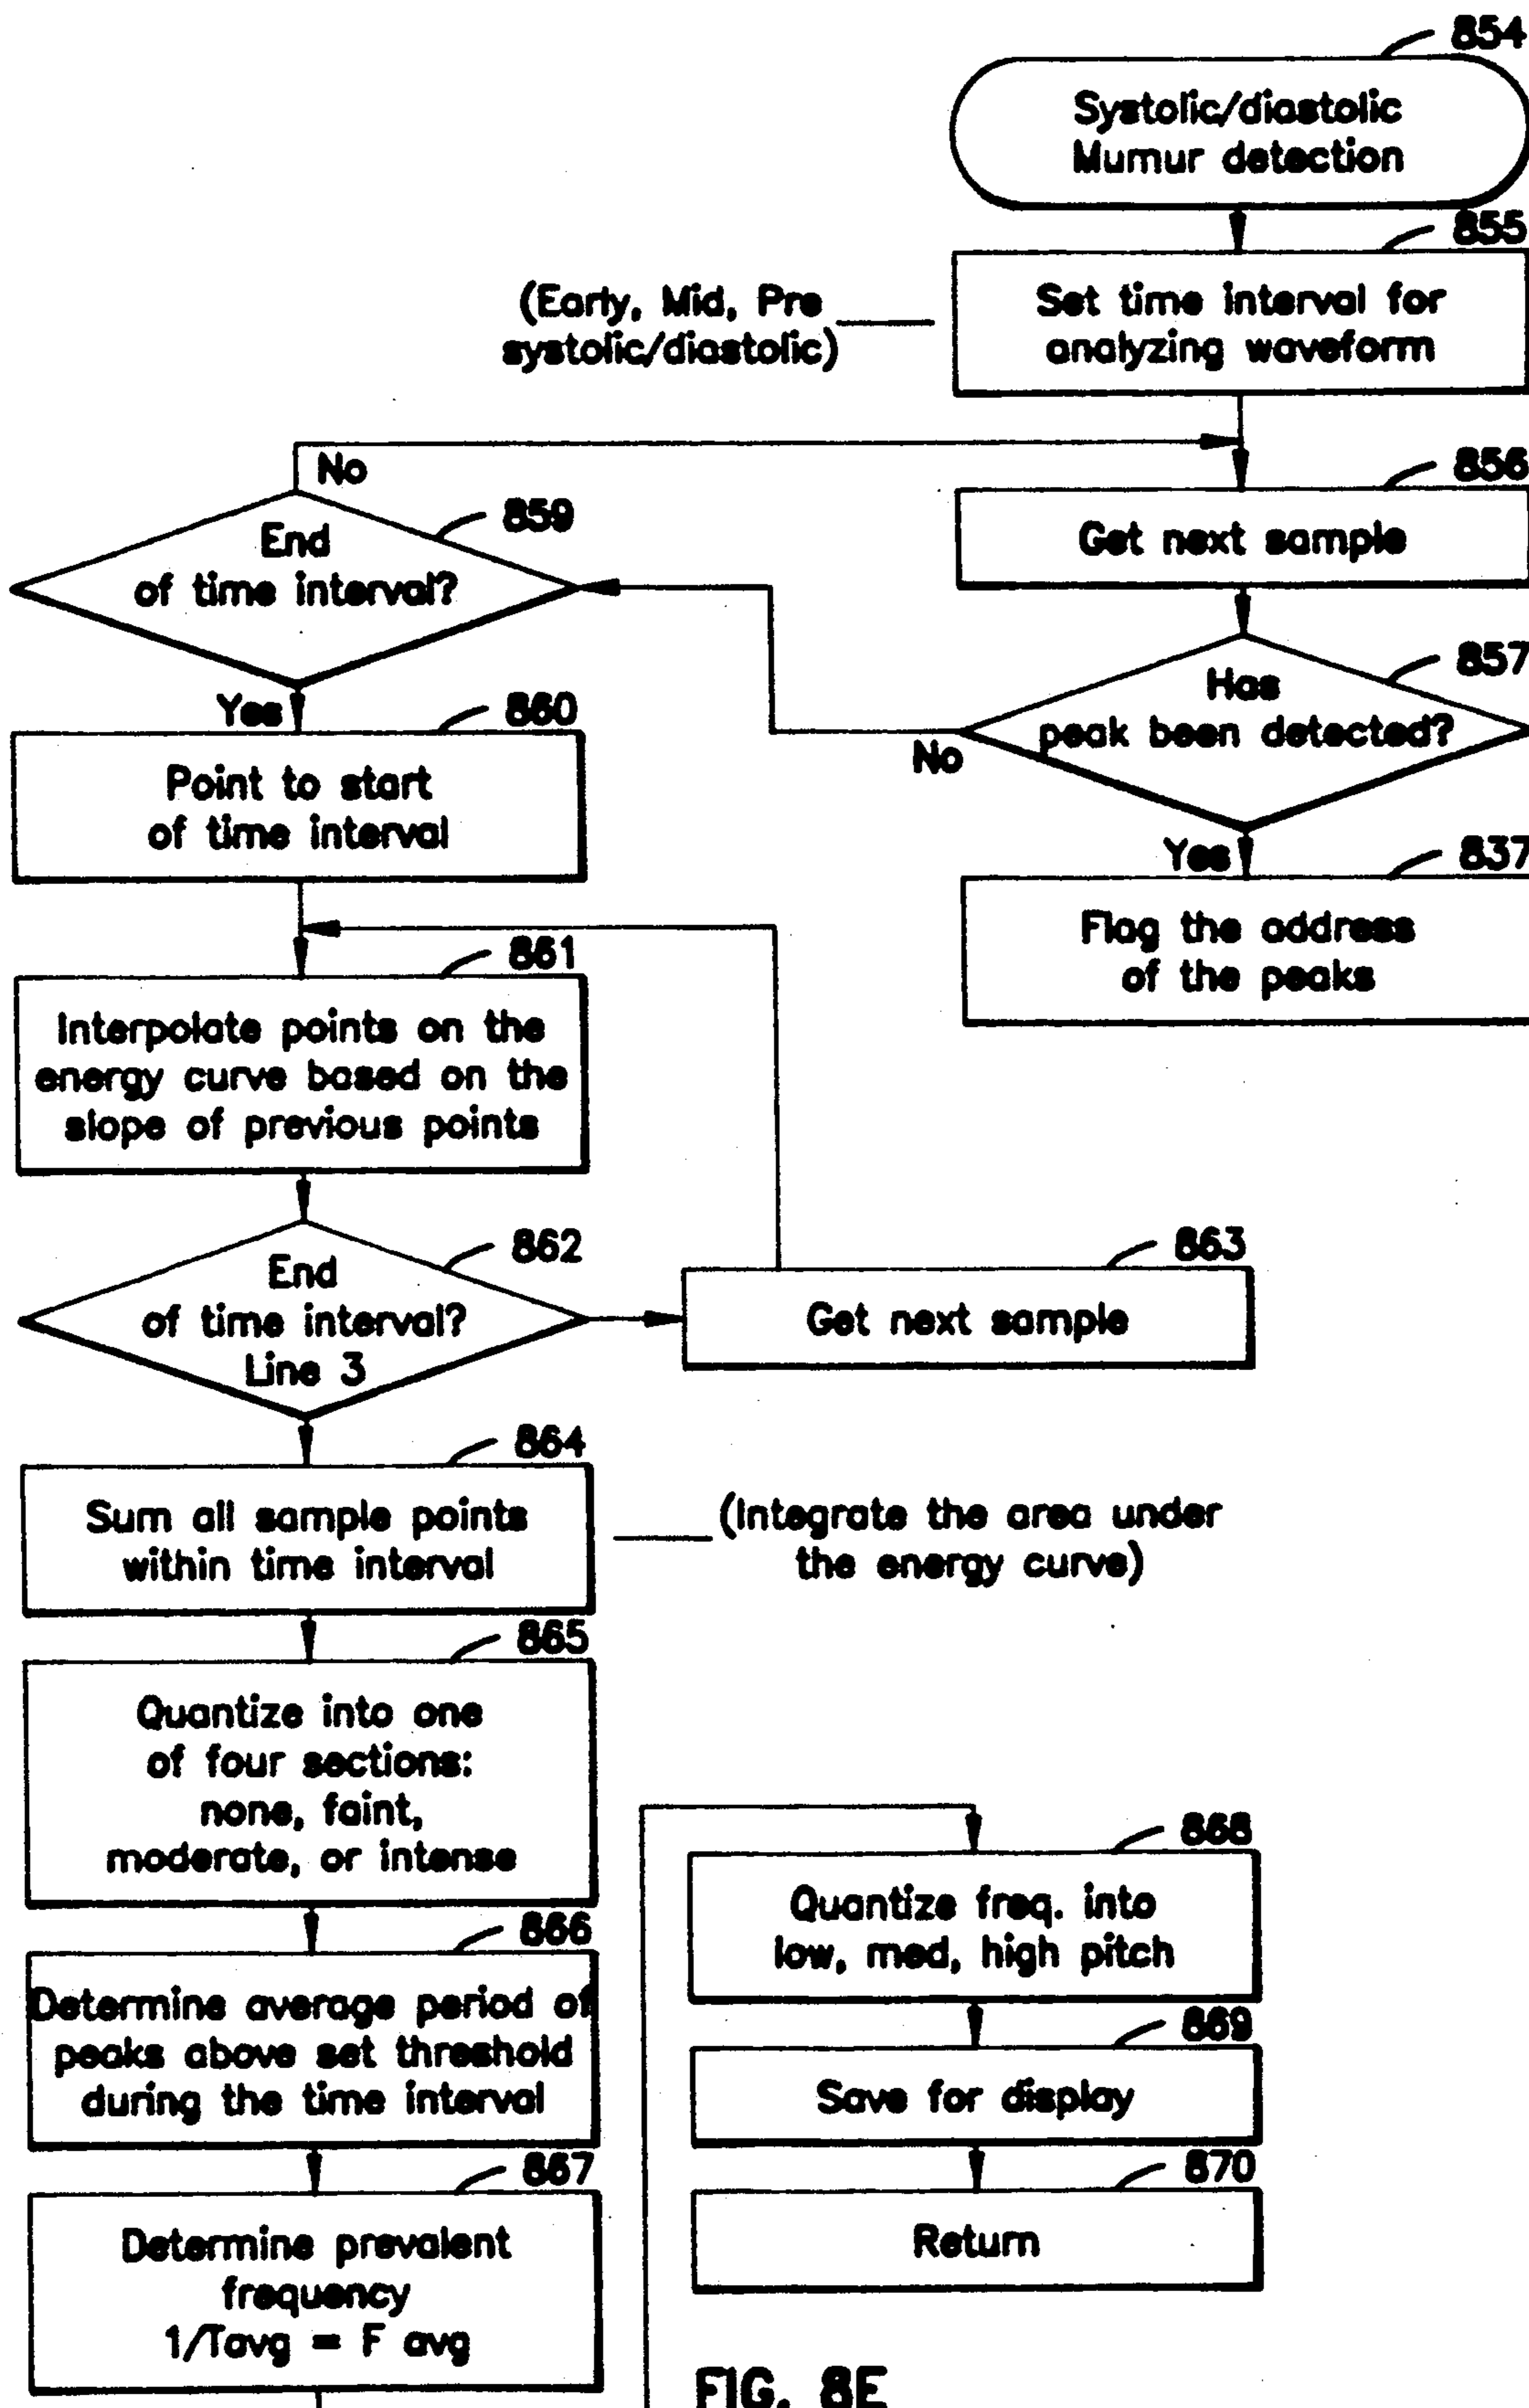 854
Systolic/diastolic
Mumur detection
855
(Early, Mid, Pre
systolic/diastolic)
Set time interval for
analyzing waveform
No
856
Get next sample
859
End
of time interval?
857
Has
peak been detected?
No
Yes
860
Point to start
of time interval
Yes
837
Flag the address
of the peaks
861
Interpolate points on the
energy curve based on the
slope of previous points
862
End
of time interval?
Line 3
863
Get next sample
864
Sum all sample points
within time interval
(Integrate the area under
the energy curve)
865
Quantize into one
of four sections:
none, faint,
moderate, or intense
866
Determine average period of
peaks above set threshold
during the time interval
867
Determine prevalent
frequency
1/Tavg = F avg
868
Quantize freq. into
low, med, high pitch
869
Save for display
870
Return
FIG. 8E